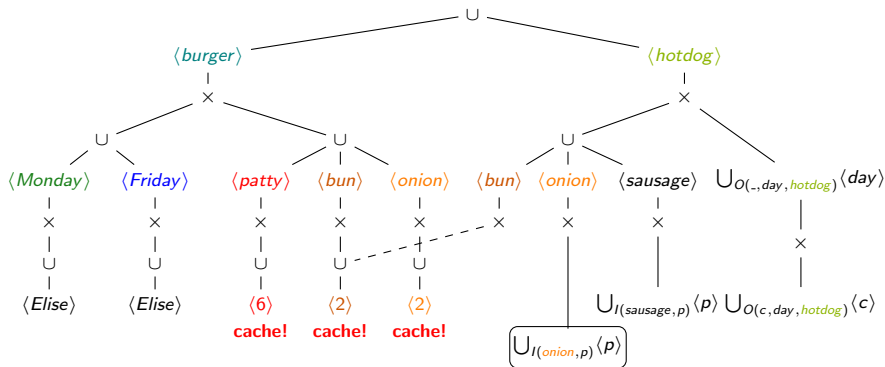 ∪
⟨burger⟩ ⟨hotdog⟩
× ×
∪ ∪ ∪
⟨Monday⟩ ⟨Friday⟩ ⟨patty⟩ ⟨bun⟩ ⟨onion⟩ ⟨bun⟩ ⟨onion⟩ ⟨sausage⟩ ⋃O(_,day,hotdog)⟨day⟩
× × × × × × × ×
×
∪ ∪ ∪ ∪ ∪
⟨Elise⟩ ⟨Elise⟩ ⟨6⟩ ⟨2⟩ ⟨2⟩ ⋃I(sausage,p)⟨p⟩ ⋃O(c,day,hotdog)⟨c⟩
cache! cache! cache!
⋃I(onion,p)⟨p⟩